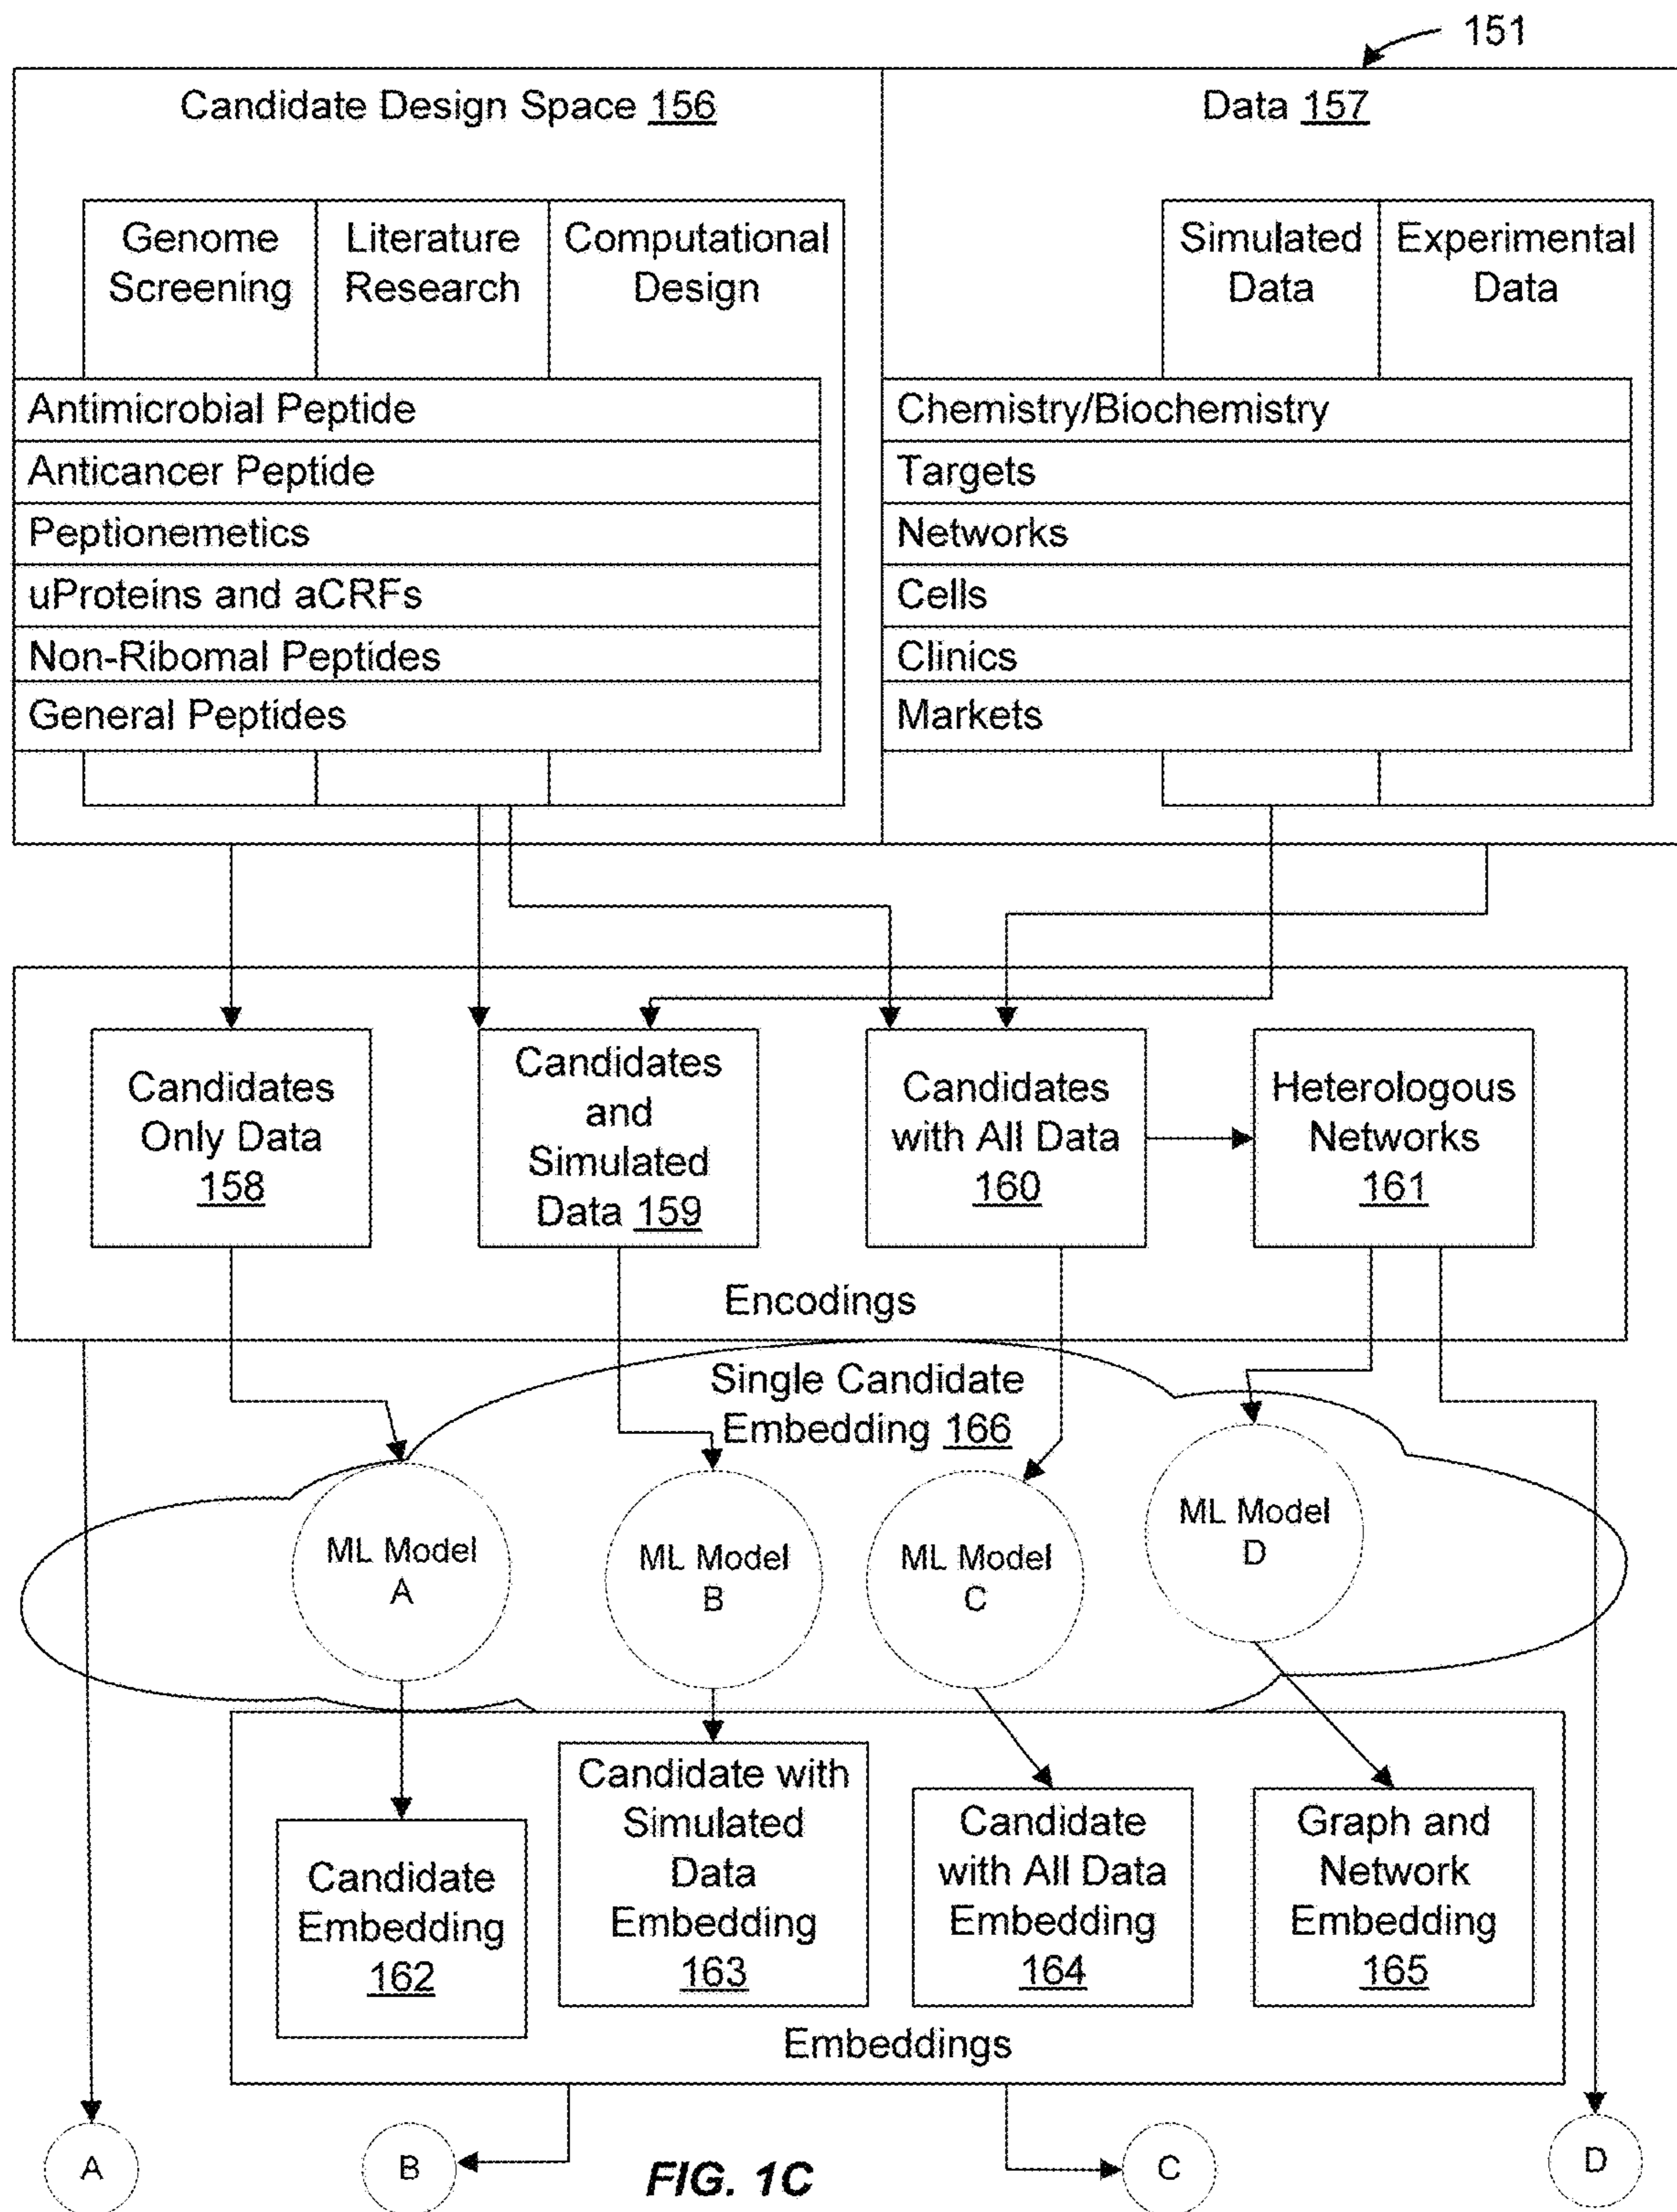 151
Candidate Design Space 156
Data 157
Genome
Screening
Literature
Research
Computational
Design
Simulated
Data
Experimental
Data
Antimicrobial Peptide
Anticancer Peptide
Peptionemetics
uProteins and aCRFs
Non-Ribomal Peptides
General Peptides
Chemistry/Biochemistry
Targets
Networks
Cells
Clinics
Markets
Candidates
Only Data
158
Candidates
and
Simulated
Data 159
Candidates
with All Data
160
Heterologous
Networks
161
Encodings
Single Candidate
Embedding 166
ML Model
A
ML Model
B
ML Model
C
ML Model
D
Candidate
Embedding
162
Candidate with
Simulated
Data
Embedding
163
Candidate
with All Data
Embedding
164
Graph and
Network
Embedding
165
Embeddings
A
B
C
D
FIG. 1C